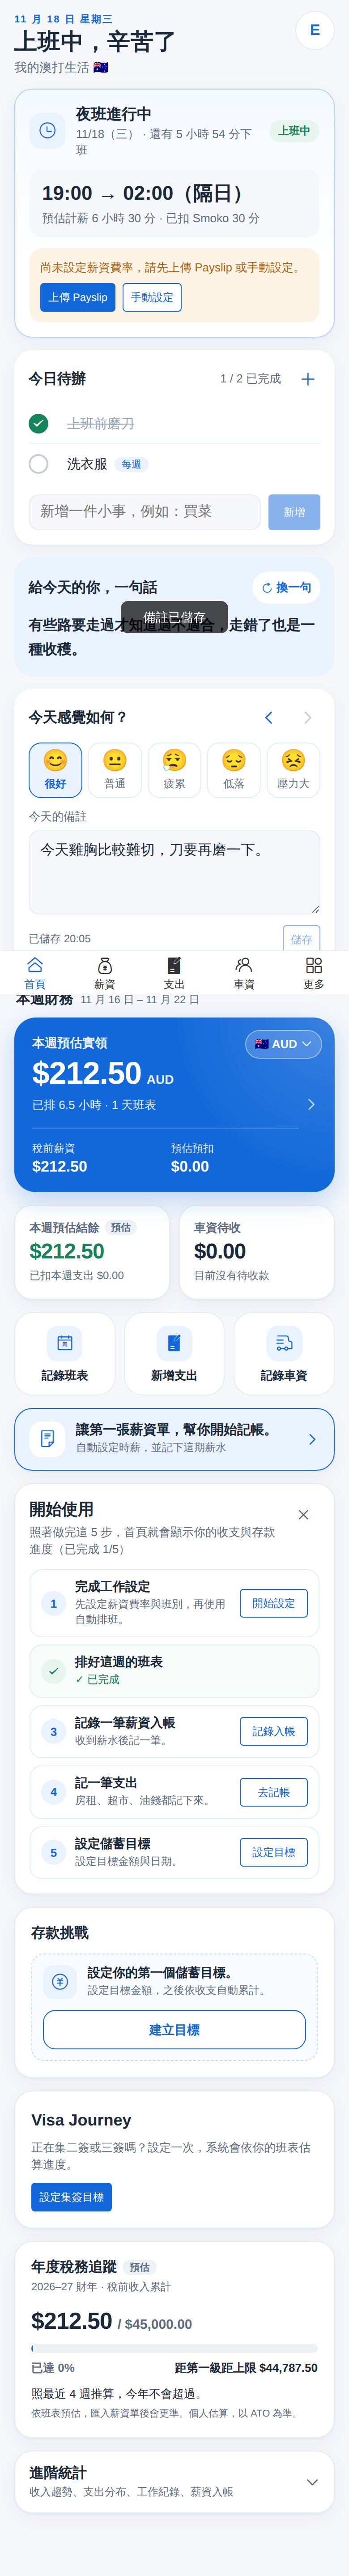 11 月 18 日 星期三
上班中，辛苦了
E
我的澳打生活 🇦🇺
夜班進行中
11/18（三） · 還有 5 小時 54 分下
班
上班中
19:00 → 02:00（隔日）
預估計薪 6 小時 30 分 · 已扣 Smoko 30 分
尚未設定薪資費率，請先上傳 Payslip 或手動設定。
上傳 Payslip
手動設定
今日待辦
1 / 2 已完成
上班前磨刀
洗衣服
每週
新增一件小事，例如：買菜
新增
給今天的你，一句話
換一句
備註已儲存
有些路要走過才知道適不適合，走錯了也是一
種收穫。
今天感覺如何？
😊 😐 😮‍💨 😔 😣
很好 普通 疲累 低落 壓力大
今天的備註
今天雞胸比較難切，刀要再磨一下。
已儲存 20:05
儲存
首頁 薪資 支出 車資 更多
本週財務 11 月 16 日 – 11 月 22 日
本週預估實領
🇦🇺 AUD
$212.50 AUD
已排 6.5 小時 · 1 天班表
稅前薪資
$212.50
預估預扣
$0.00
本週預估結餘 預估
$212.50
已扣本週支出 $0.00
車資待收
$0.00
目前沒有待收款
記錄班表
新增支出
記錄車資
讓第一張薪資單，幫你開始記帳。
自動設定時薪，並記下這期薪水
開始使用
照著做完這 5 步，首頁就會顯示你的收支與存款
進度（已完成 1/5）
1
完成工作設定
先設定薪資費率與班別，再使用
自動排班。
開始設定
排好這週的班表
✓ 已完成
3
記錄一筆薪資入帳
收到薪水後記一筆。
記錄入帳
4
記一筆支出
房租、超市、油錢都記下來。
去記帳
5
設定儲蓄目標
設定目標金額與日期。
設定目標
存款挑戰
設定你的第一個儲蓄目標。
設定目標金額，之後依收支自動累計。
建立目標
Visa Journey
正在集二簽或三簽嗎？設定一次，系統會依你的班表估
算進度。
設定集簽目標
年度稅務追蹤 預估
2026–27 財年 · 稅前收入累計
$212.50 / $45,000.00
已達 0%
距第一級距上限 $44,787.50
照最近 4 週推算，今年不會超過。
依班表預估，匯入薪資單後會更準。個人估算，以 ATO 為準。
進階統計
收入趨勢、支出分布、工作紀錄、薪資入帳